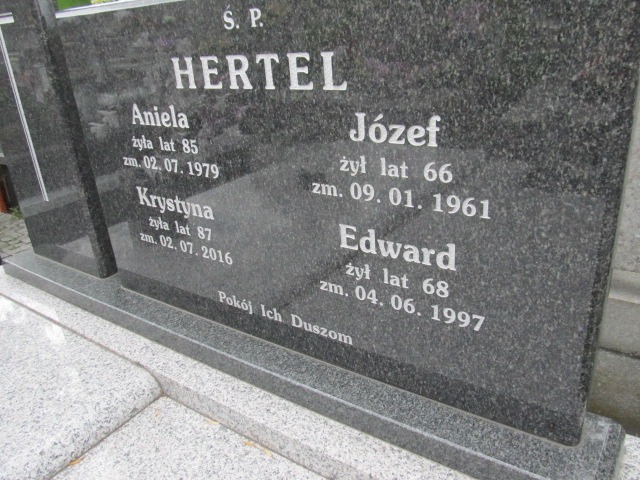 Ś. P.
HERTEL
Aniela
żyła lat 85
zm. 02. 07. 1979
Józef
żył lat 66
zm. 09. 01. 1961
Krystyna
żyła lat 87
zm. 02. 07. 2016
Edward
żył lat 68
zm. 04. 06. 1997
Pokój Ich Duszom